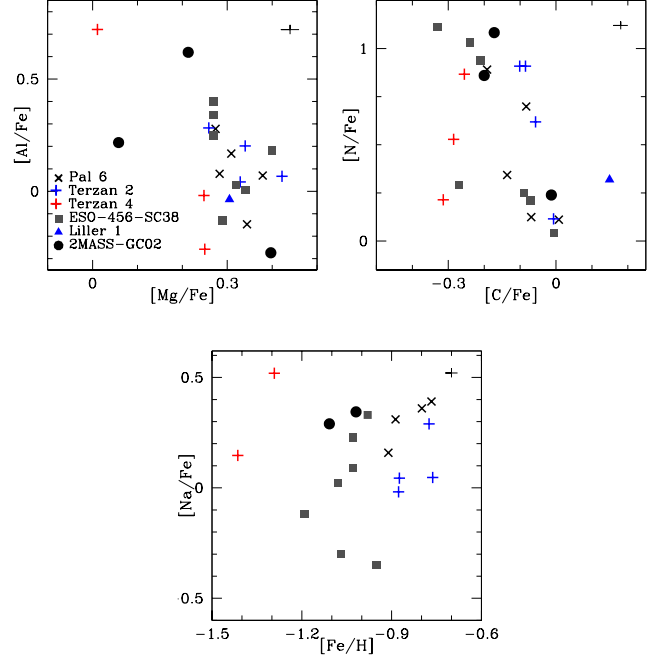 0.5
0
[Al/Fe]
× Pal 6
+ Terzan 2
+ Terzan 4
■ ESO-456-SC38
▲ Liller 1
● 2MASS-GC02
0 0.3
[Mg/Fe]
1
0
[N/Fe]
-0.3 0
[C/Fe]
0.5
0
-0.5
[Na/Fe]
-1.5 -1.2 -0.9 -0.6
[Fe/H]